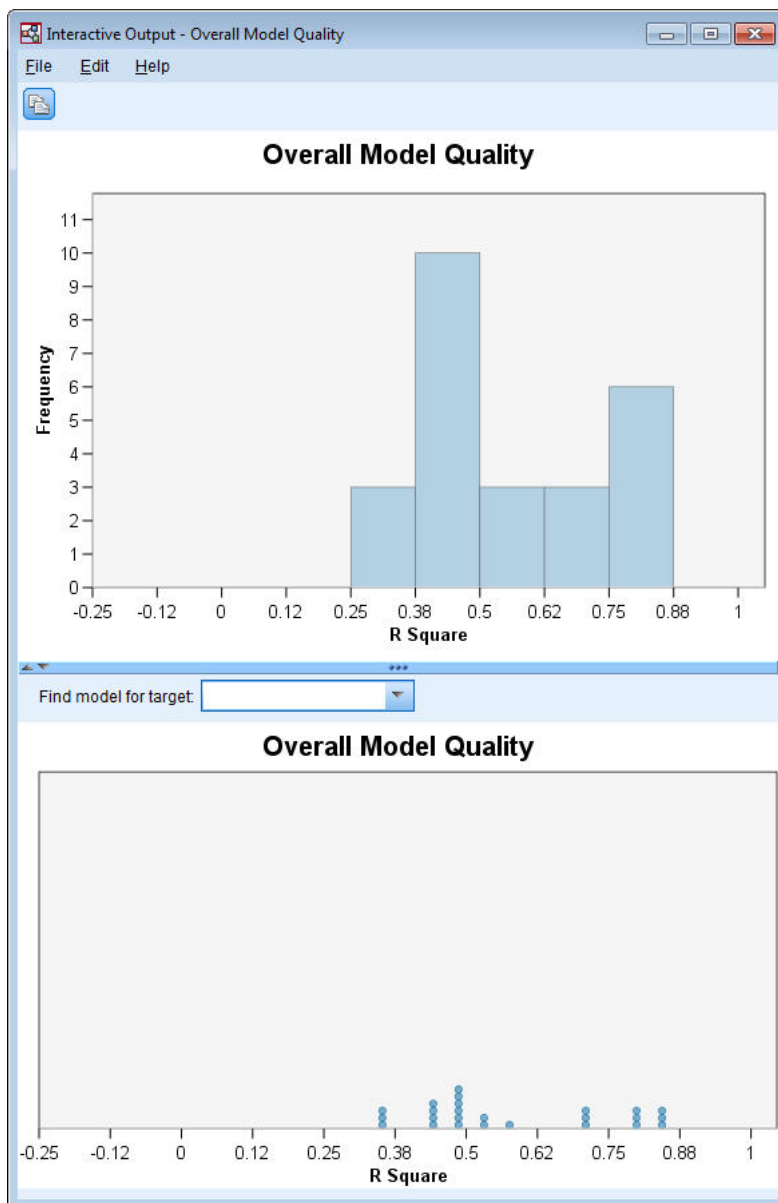 Interactive Output - Overall Model Quality
File Edit Help
Overall Model Quality
11
10
9
8
7
6
5
4
3
2
1
0
Frequency
-0.25 -0.12 0 0.12 0.25 0.38 0.5 0.62 0.75 0.88 1
R Square
Find model for target:
Overall Model Quality
-0.25 -0.12 0 0.12 0.25 0.38 0.5 0.62 0.75 0.88 1
R Square